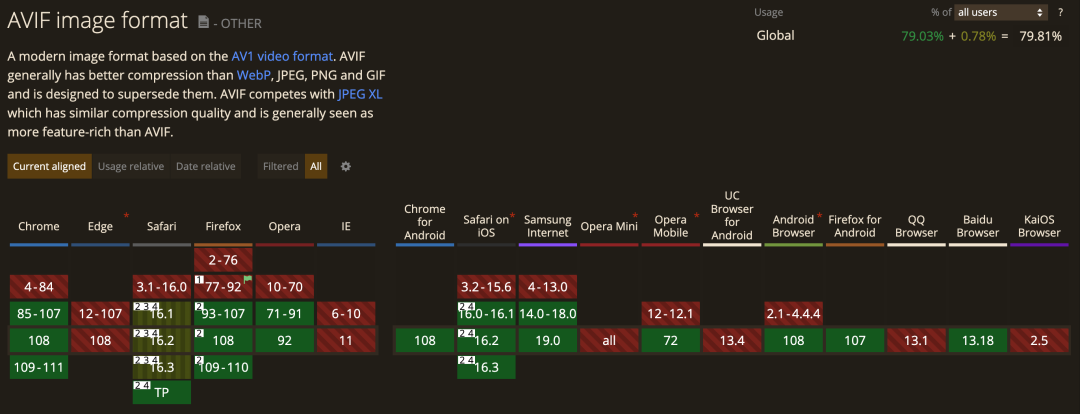 AVIF image format - OTHER
Usage % of all users ?
Global 79.03% + 0.78% = 79.81%
A modern image format based on the AV1 video format. AVIF
generally has better compression than WebP, JPEG, PNG and GIF
and is designed to supersede them. AVIF competes with JPEG XL
which has similar compression quality and is generally seen as
more feature-rich than AVIF.
Current aligned Usage relative Date relative Filtered All
Chrome Edge * Safari Firefox Opera IE
Chrome for Android
Safari on iOS *
Samsung Internet
Opera Mini *
Opera Mobile *
UC Browser for Android
Android Browser *
Firefox for Android
QQ Browser
Baidu Browser
KaiOS Browser
2-76
4-84 3.1-16.0 1 77-92 10-70 3.2-15.6 4-13.0
85-107 12-107 2 3 4 16.1 2 93-107 71-91 6-10 2 4 16.0-16.1 14.0-18.0 12-12.1 2.1-4.4.4
108 108 2 3 4 16.2 2 108 92 11 108 2 4 16.2 19.0 all 72 13.4 108 107 13.1 13.18 2.5
109-111 2 3 4 16.3 2 109-110 2 4 16.3
2 4 TP